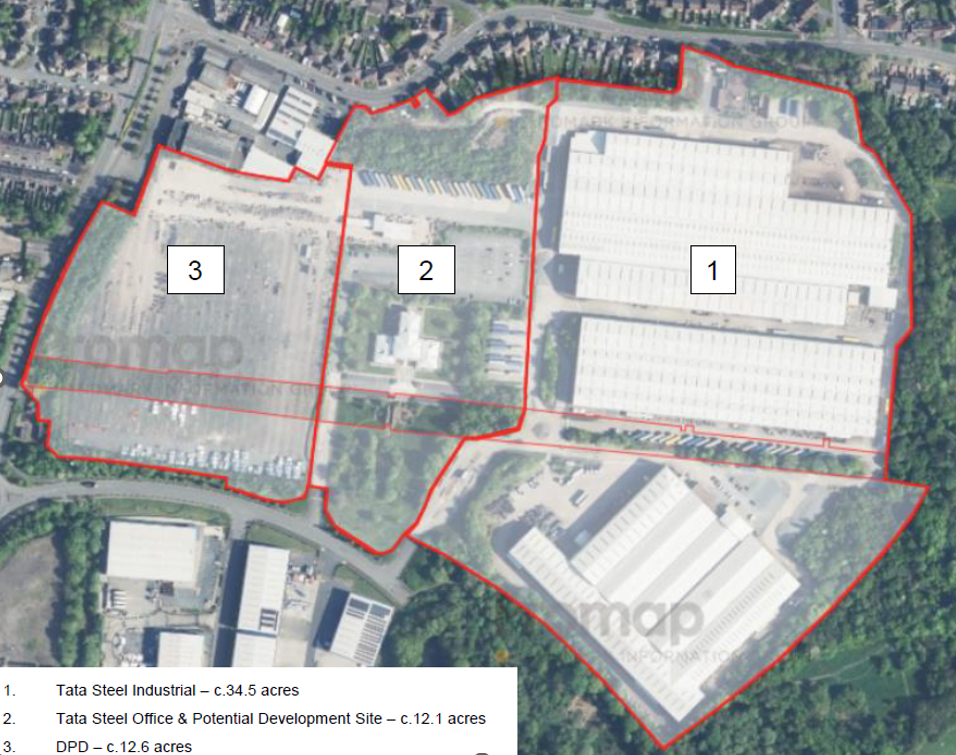 3
2
1
1. Tata Steel Industrial – c.34.5 acres
2. Tata Steel Office & Potential Development Site – c.12.1 acres
3. DPD – c.12.6 acres